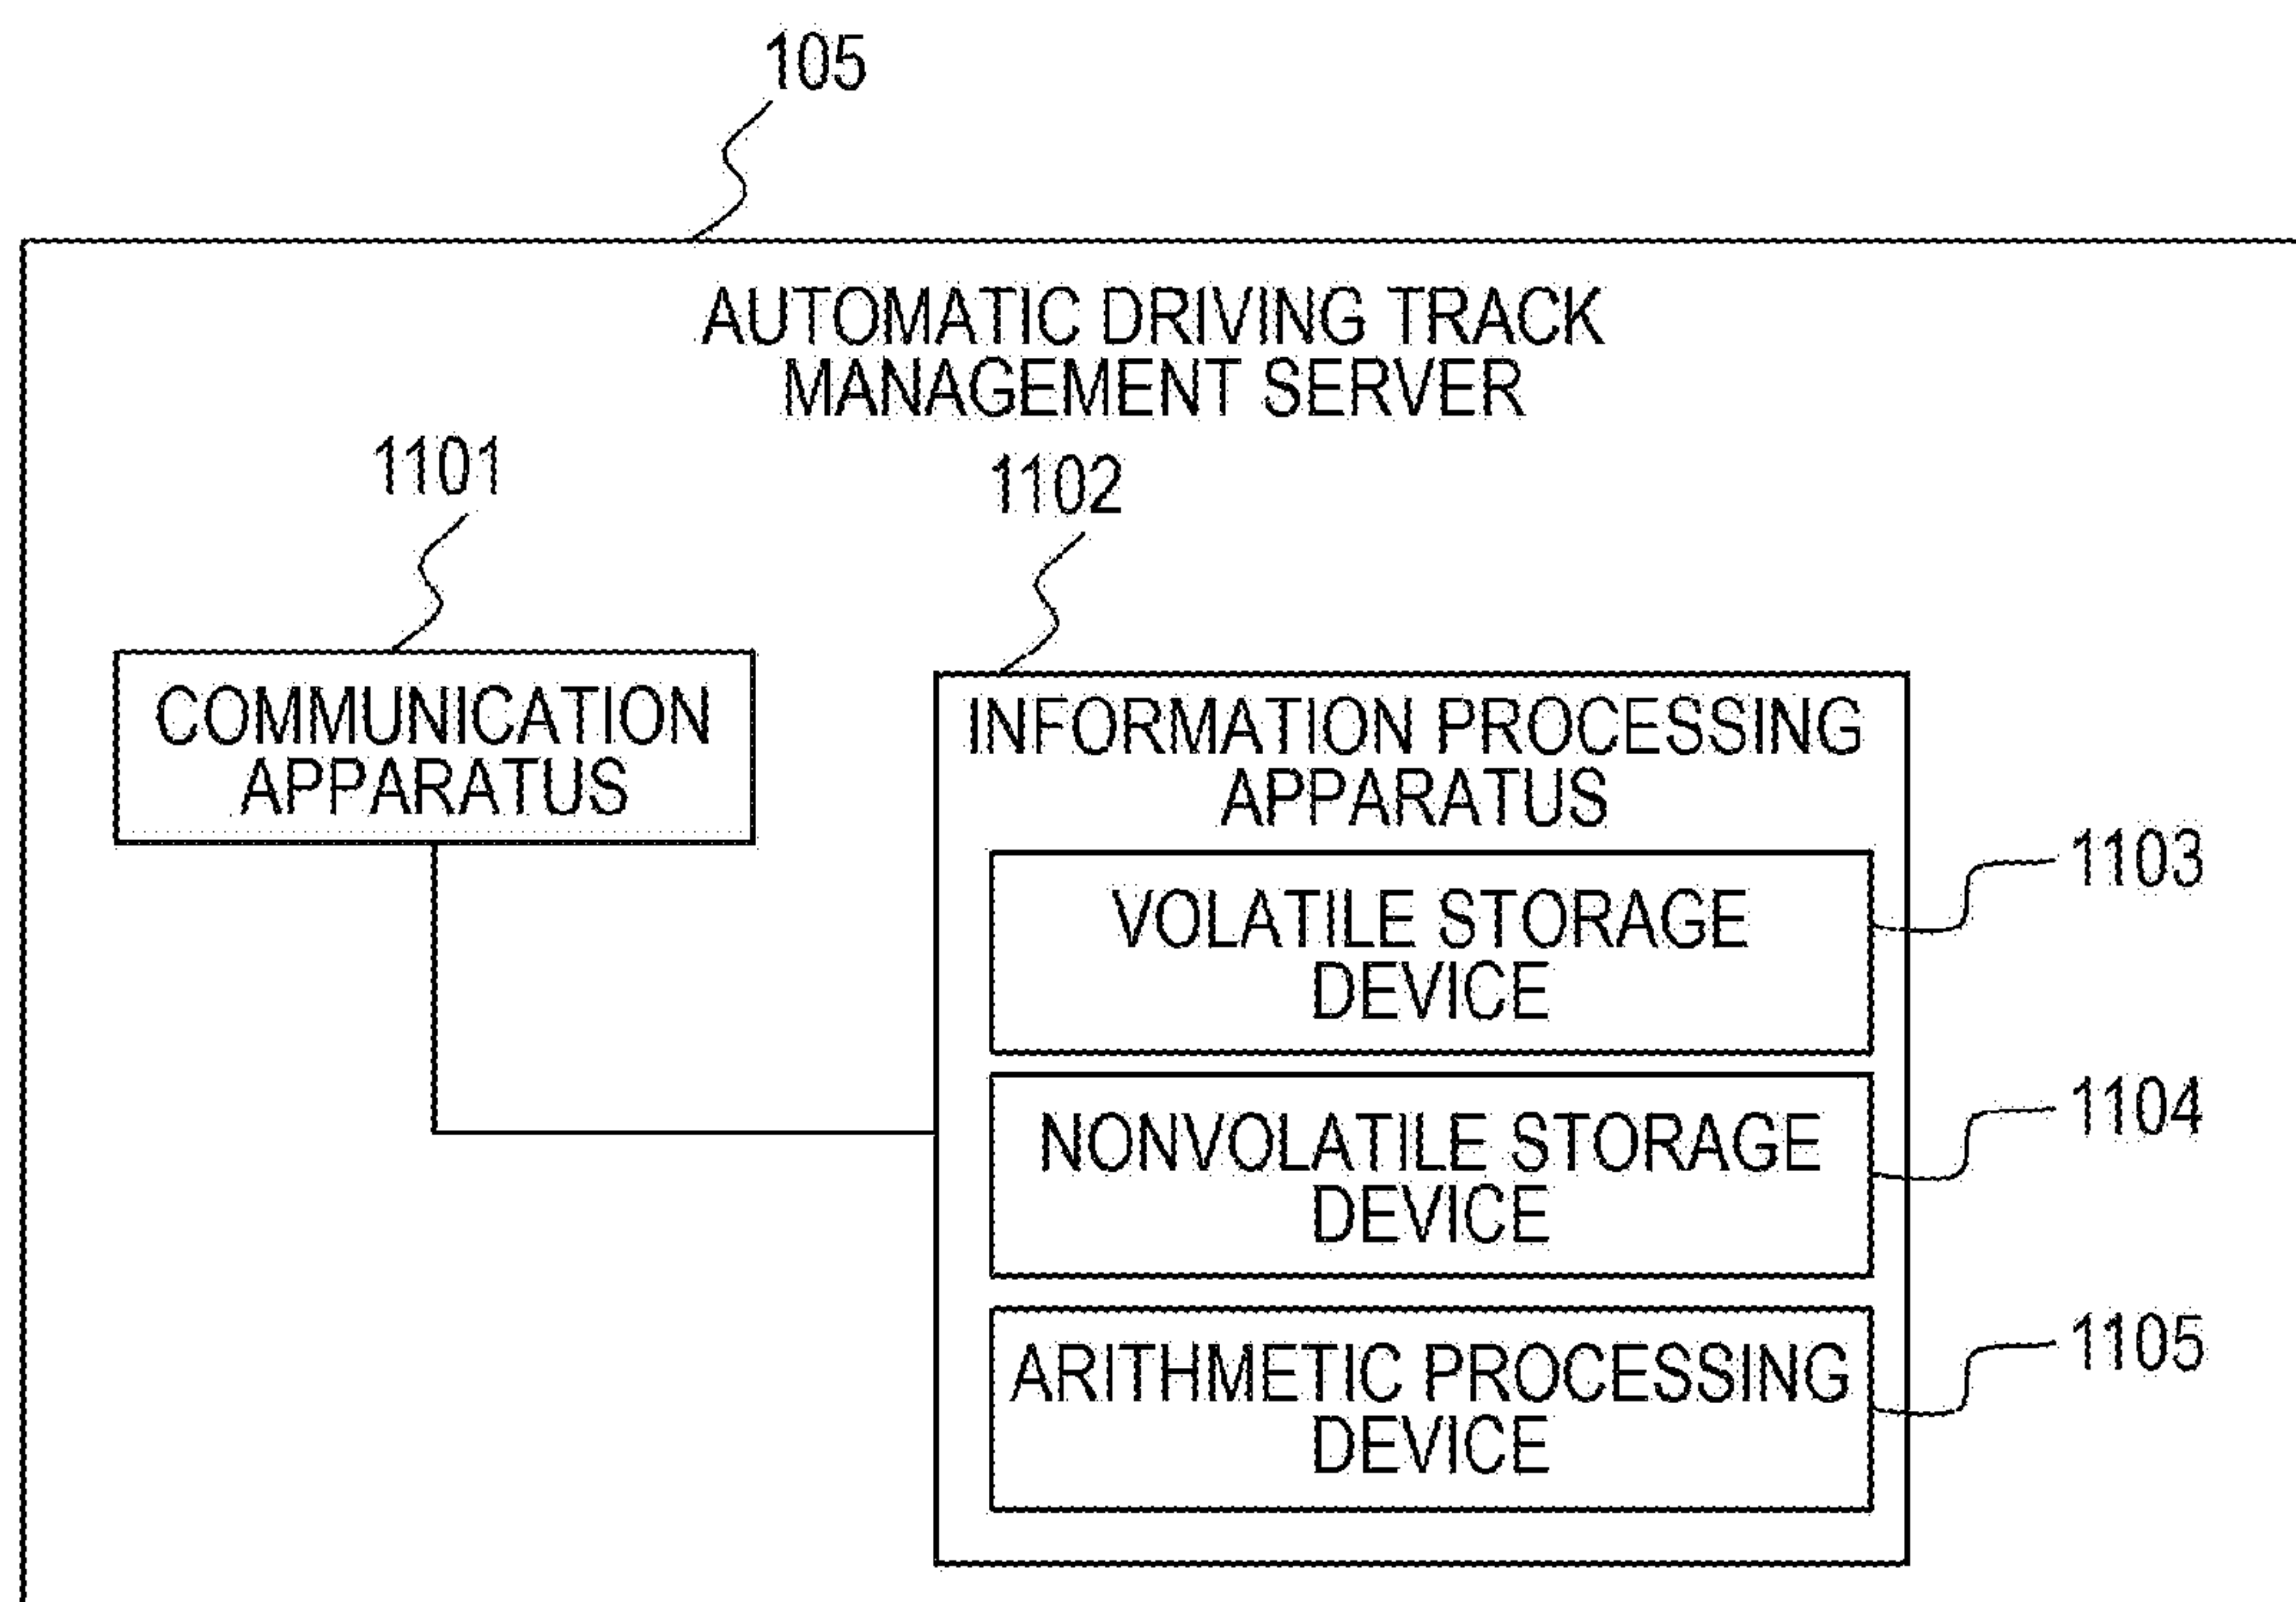 105
AUTOMATIC DRIVING TRACK
MANAGEMENT SERVER
1101
1102
COMMUNICATION
APPARATUS
INFORMATION PROCESSING
APPARATUS
1103
VOLATILE STORAGE
DEVICE
1104
NONVOLATILE STORAGE
DEVICE
1105
ARITHMETIC PROCESSING
DEVICE